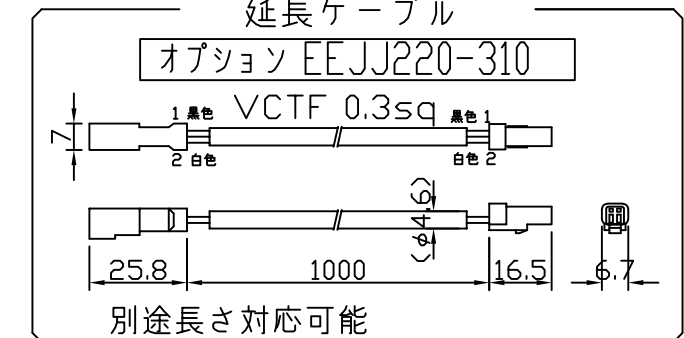 延長ケーブル
オプション EEJJ220-310
VCTF 0.3sq
1 黒色
黒色 1
7
2 白色
白色 2
(φ4.6)
25.8
1000
16.5
6.7
別途長さ対応可能